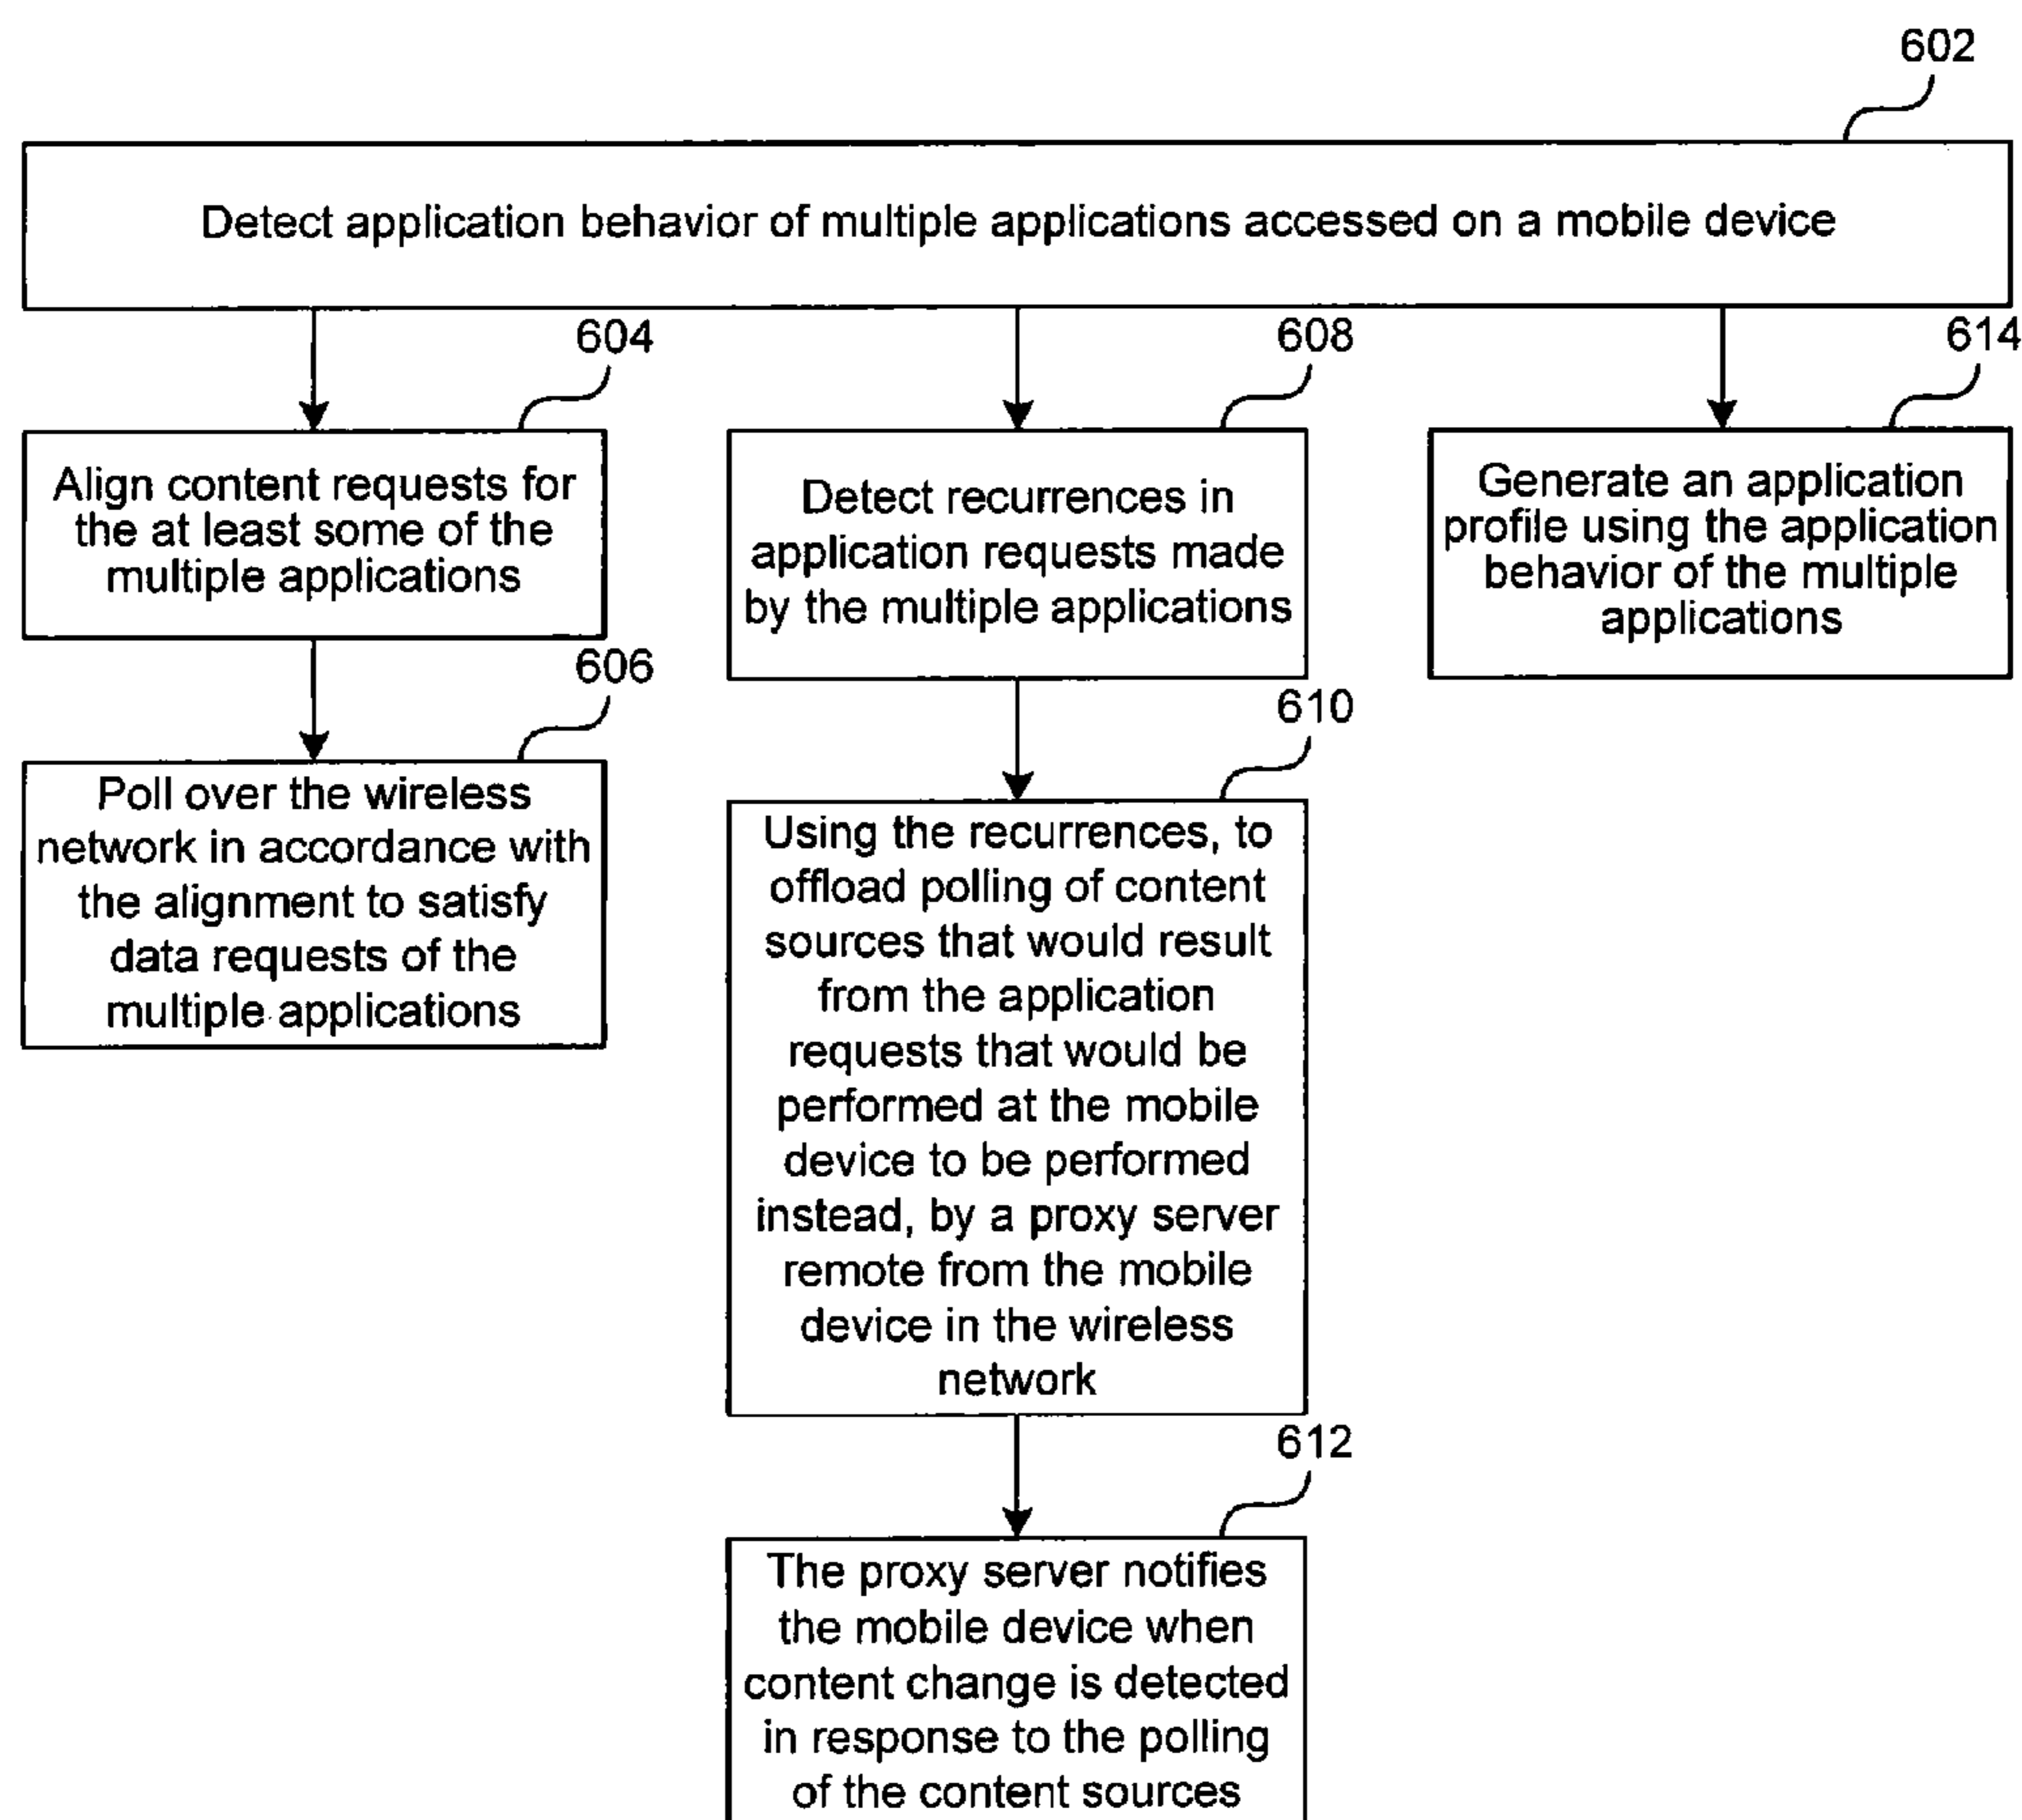 602
Detect application behavior of multiple applications accessed on a mobile device
604
Align content requests for
the at least some of the
multiple applications
606
Poll over the wireless
network in accordance with
the alignment to satisfy
data requests of the
multiple applications
608
Detect recurrences in
application requests made
by the multiple applications
610
Using the recurrences, to
offload polling of content
sources that would result
from the application
requests that would be
performed at the mobile
device to be performed
instead, by a proxy server
remote from the mobile
device in the wireless
network
612
The proxy server notifies
the mobile device when
content change is detected
in response to the polling
of the content sources
614
Generate an application
profile using the application
behavior of the multiple
applications